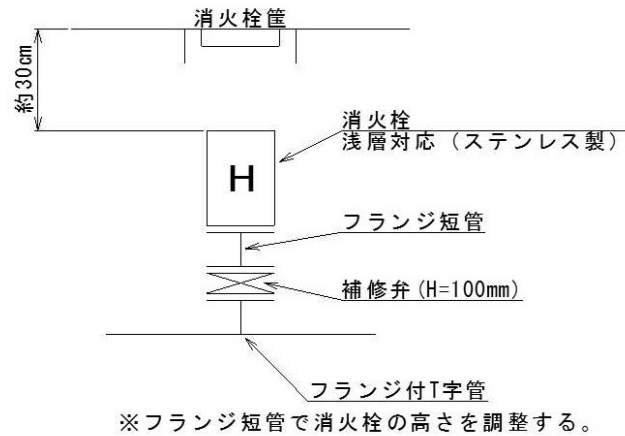 消火栓筐
約30cm
消火栓
浅層対応（ステンレス製）
H
フランジ短管
補修弁(H=100mm)
フランジ付T字管
※フランジ短管で消火栓の高さを調整する。